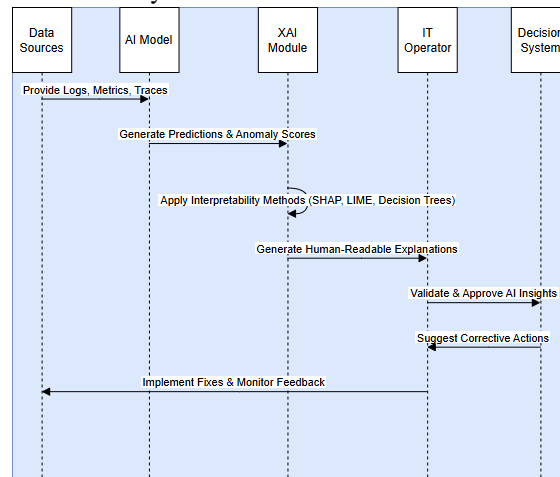 Data
Sources
AI Model
XAI
Module
IT
Operator
Decision
System
Provide Logs, Metrics, Traces
Generate Predictions & Anomaly Scores
Apply Interpretability Methods (SHAP, LIME, Decision Trees)
Generate Human-Readable Explanations
Validate & Approve AI Insights
Suggest Corrective Actions
Implement Fixes & Monitor Feedback